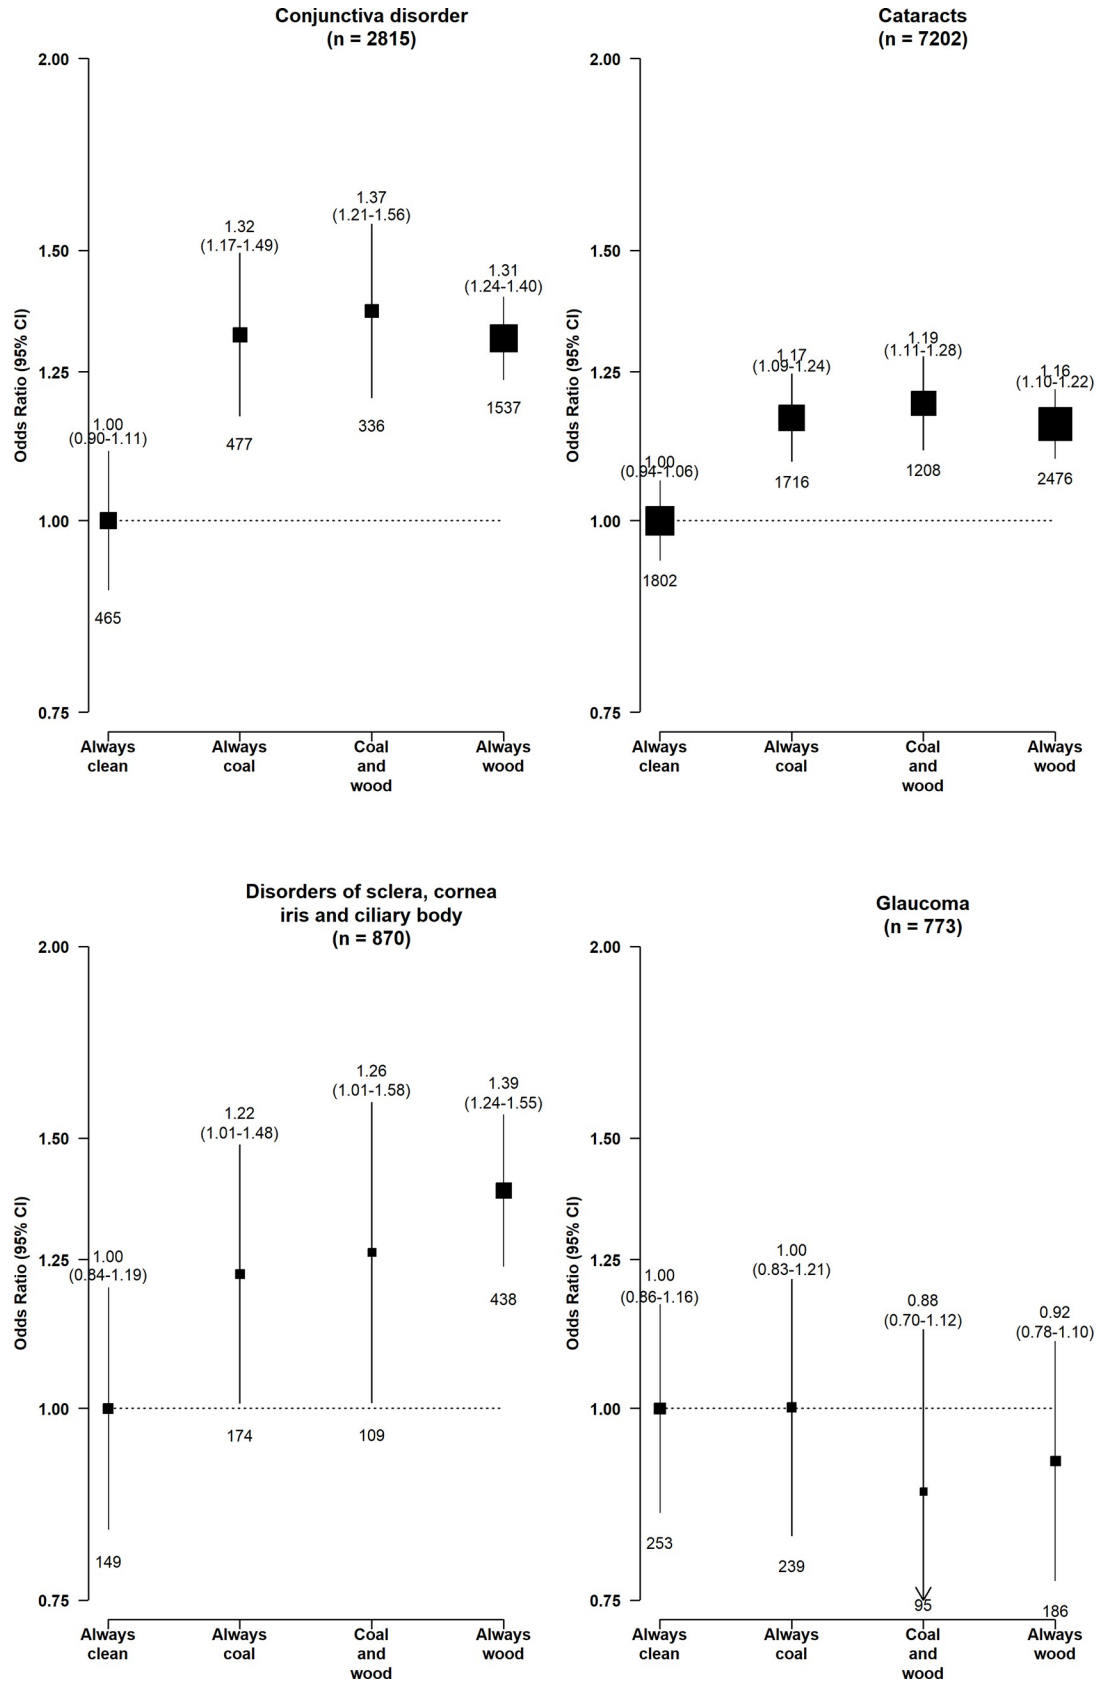 Conjunctiva disorder
(n = 2815)
2.00
1.50
1.25
1.00
0.75
Odds Ratio (95% CI)
1.00
(0.90-1.11)
465
1.32
(1.17-1.49)
477
1.37
(1.21-1.56)
336
1.31
(1.24-1.40)
1537
Always
clean
Always
coal
Coal
and
wood
Always
wood
Cataracts
(n = 7202)
2.00
1.50
1.25
1.00
0.75
Odds Ratio (95% CI)
1.00
(0.94-1.06)
1802
1.17
(1.09-1.24)
1716
1.19
(1.11-1.28)
1208
1.16
(1.10-1.22)
2476
Always
clean
Always
coal
Coal
and
wood
Always
wood
Disorders of sclera, cornea
iris and ciliary body
(n = 870)
2.00
1.50
1.25
1.00
0.75
Odds Ratio (95% CI)
1.00
(0.84-1.19)
149
1.22
(1.01-1.48)
174
1.26
(1.01-1.58)
109
1.39
(1.24-1.55)
438
Always
clean
Always
coal
Coal
and
wood
Always
wood
Glaucoma
(n = 773)
2.00
1.50
1.25
1.00
0.75
Odds Ratio (95% CI)
1.00
(0.86-1.16)
253
1.00
(0.83-1.21)
239
0.88
(0.70-1.12)
95
0.92
(0.78-1.10)
186
Always
clean
Always
coal
Coal
and
wood
Always
wood